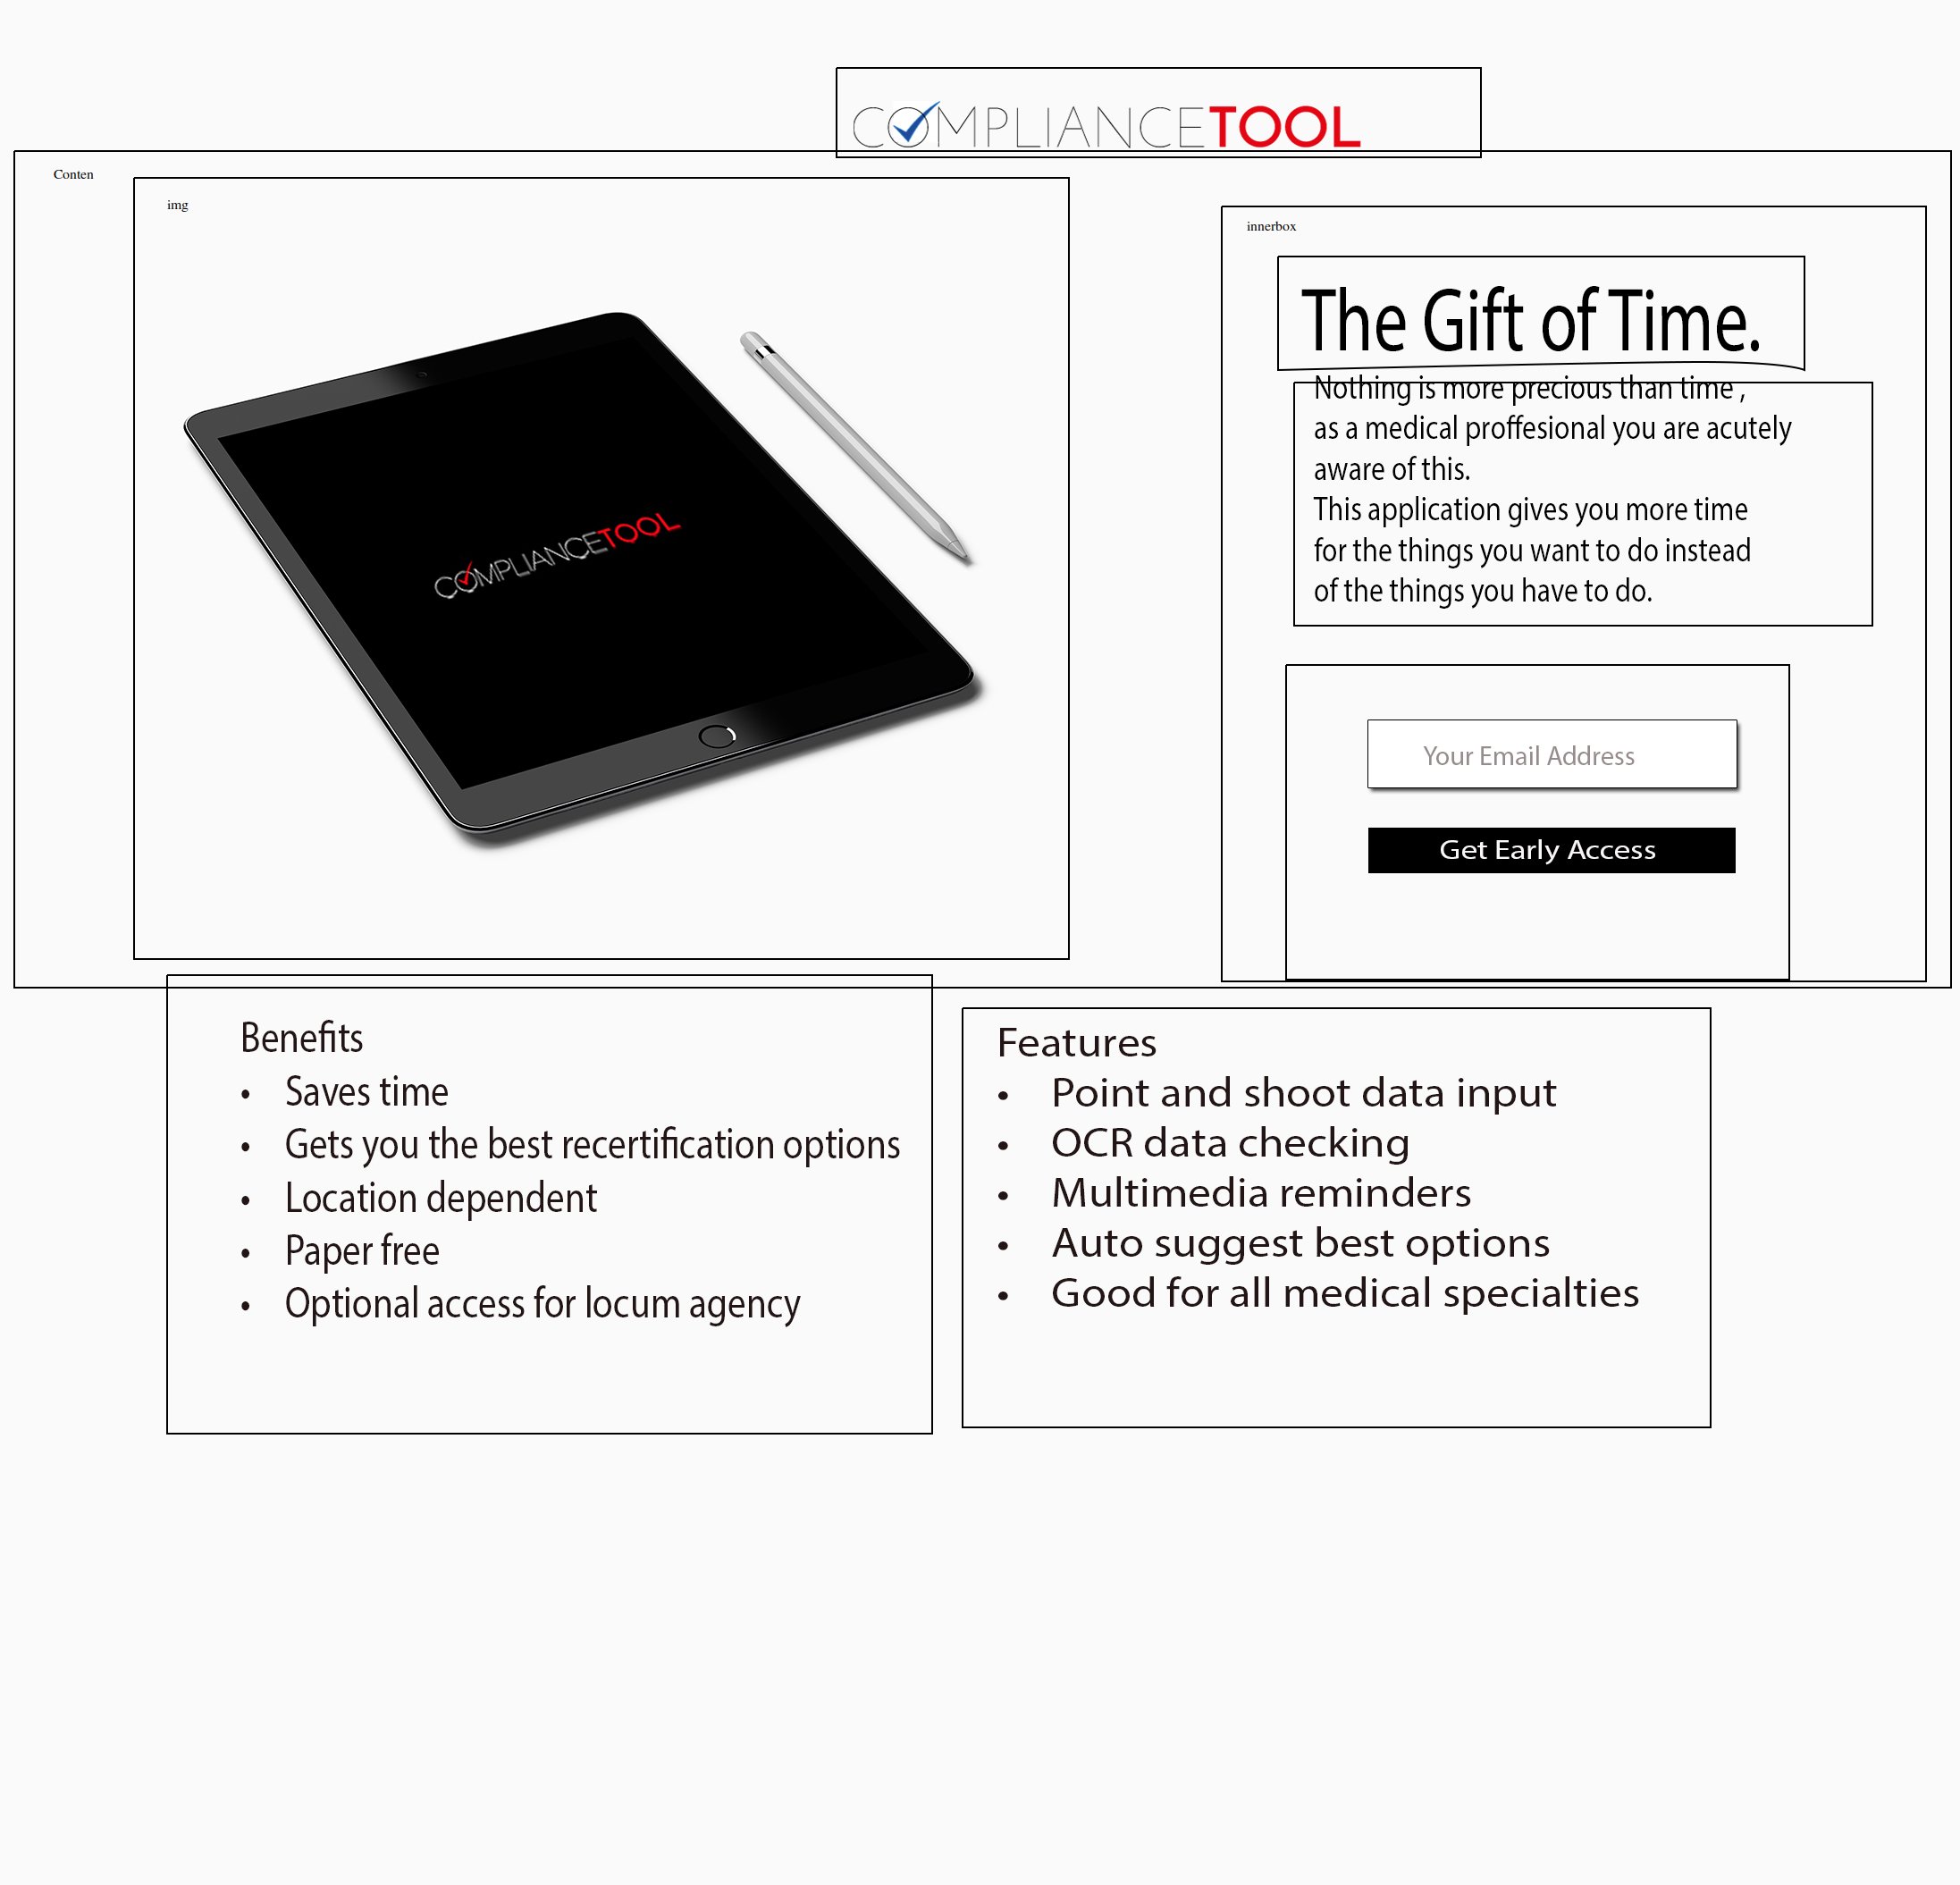 COMPLIANCETOOL
Conten
img
innerbox
The Gift of Time.
Nothing is more precious than time ,
as a medical proffesional you are acutely
aware of this.
This application gives you more time
for the things you want to do instead
of the things you have to do.
COMPLIANCETOOL
Your Email Address
Get Early Access
Benefits
• Saves time
• Gets you the best recertification options
• Location dependent
• Paper free
• Optional access for locum agency
Features
• Point and shoot data input
• OCR data checking
• Multimedia reminders
• Auto suggest best options
• Good for all medical specialties